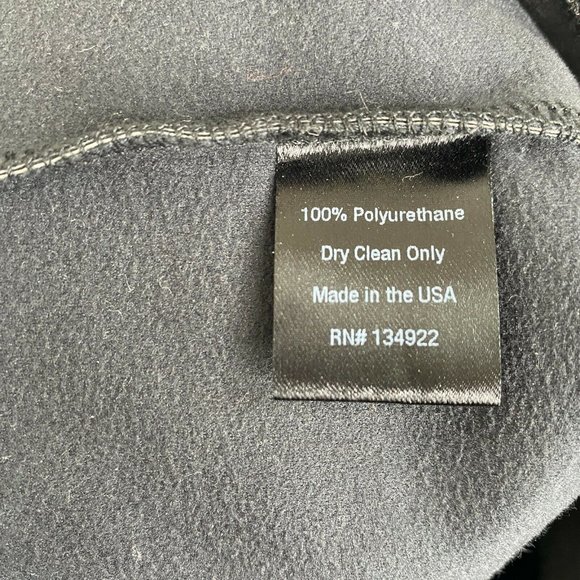 100% Polyurethane
Dry Clean Only
Made in the USA
RN# 134922